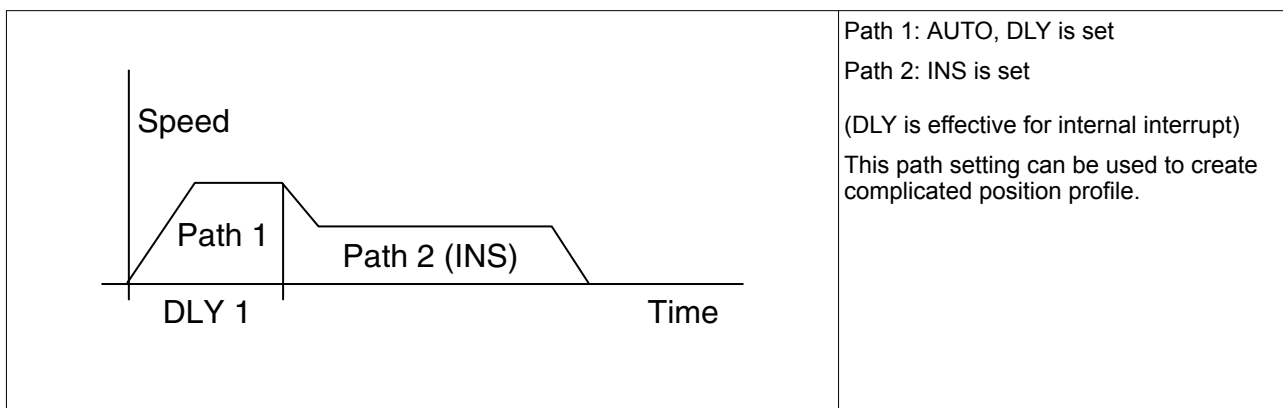 Speed
Path 1
Path 2 (INS)
DLY 1
Time
Path 1: AUTO, DLY is set
Path 2: INS is set
(DLY is effective for internal interrupt)
This path setting can be used to create
complicated position profile.